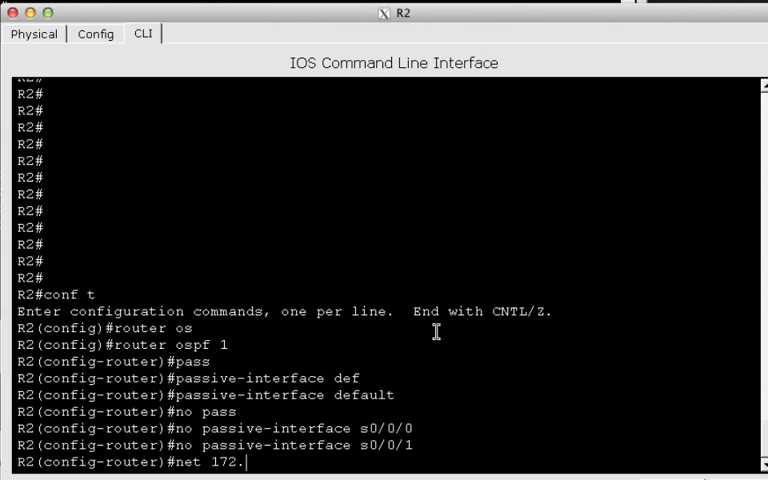 R2
Physical
Config
CLI
IOS Command Line Interface
R2#
R2#
R2#
R2#
R2#
R2#
R2#
R2#
R2#
R2#
R2#
R2#
R2#
R2#conf t
Enter configuration commands, one per line. End with CNTL/Z.
R2(config)#router os
R2(config)#router ospf 1
R2(config-router)#pass
R2(config-router)#passive-interface def
R2(config-router)#passive-interface default
R2(config-router)#no pass
R2(config-router)#no passive-interface s0/0/0
R2(config-router)#no passive-interface s0/0/1
R2(config-router)#net 172.